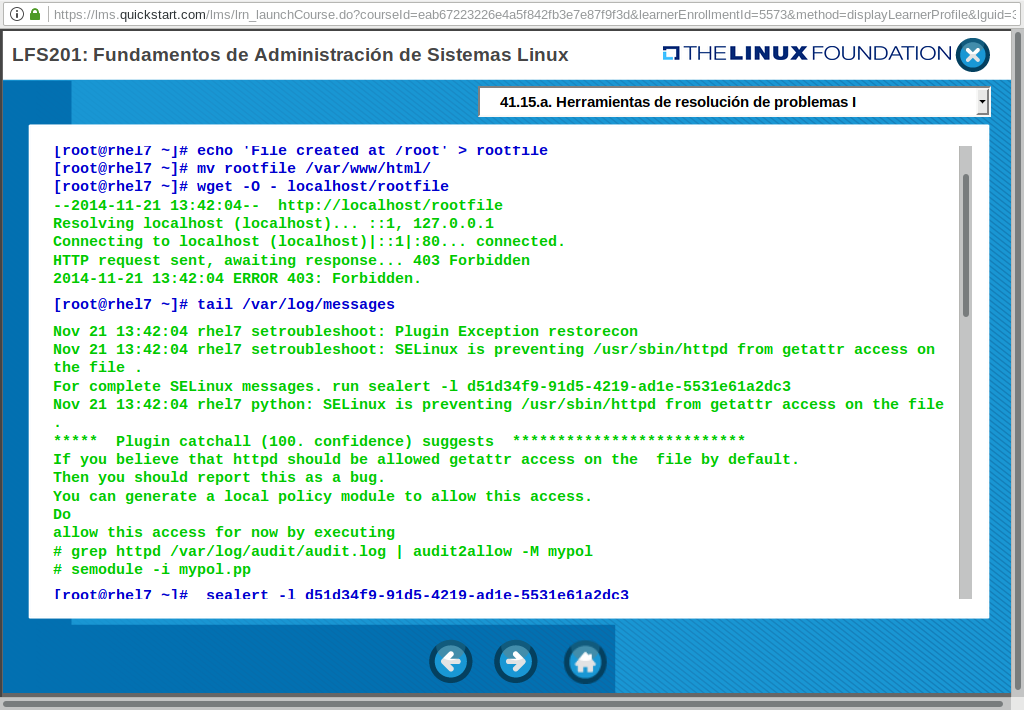 https://lms.quickstart.com/lms/lrn_launchCourse.do?courseId=eab67223226e4a5f842fb3e7e87f9f3d&learnerEnrollmentId=5573&method=displayLearnerProfile&lguid=3
LFS201: Fundamentos de Administración de Sistemas Linux
THE LINUX FOUNDATION
41.15.a. Herramientas de resolución de problemas I
[root@rhel7 ~]# echo 'File created at /root' > rootfile
[root@rhel7 ~]# mv rootfile /var/www/html/
[root@rhel7 ~]# wget -O - localhost/rootfile
--2014-11-21 13:42:04--  http://localhost/rootfile
Resolving localhost (localhost)... ::1, 127.0.0.1
Connecting to localhost (localhost)|::1|:80... connected.
HTTP request sent, awaiting response... 403 Forbidden
2014-11-21 13:42:04 ERROR 403: Forbidden.
[root@rhel7 ~]# tail /var/log/messages
Nov 21 13:42:04 rhel7 setroubleshoot: Plugin Exception restorecon
Nov 21 13:42:04 rhel7 setroubleshoot: SELinux is preventing /usr/sbin/httpd from getattr access on
the file .
For complete SELinux messages. run sealert -l d51d34f9-91d5-4219-ad1e-5531e61a2dc3
Nov 21 13:42:04 rhel7 python: SELinux is preventing /usr/sbin/httpd from getattr access on the file
.
*****  Plugin catchall (100. confidence) suggests  **************************
If you believe that httpd should be allowed getattr access on the  file by default.
Then you should report this as a bug.
You can generate a local policy module to allow this access.
Do
allow this access for now by executing
# grep httpd /var/log/audit/audit.log | audit2allow -M mypol
# semodule -i mypol.pp
[root@rhel7 ~]#  sealert -l d51d34f9-91d5-4219-ad1e-5531e61a2dc3